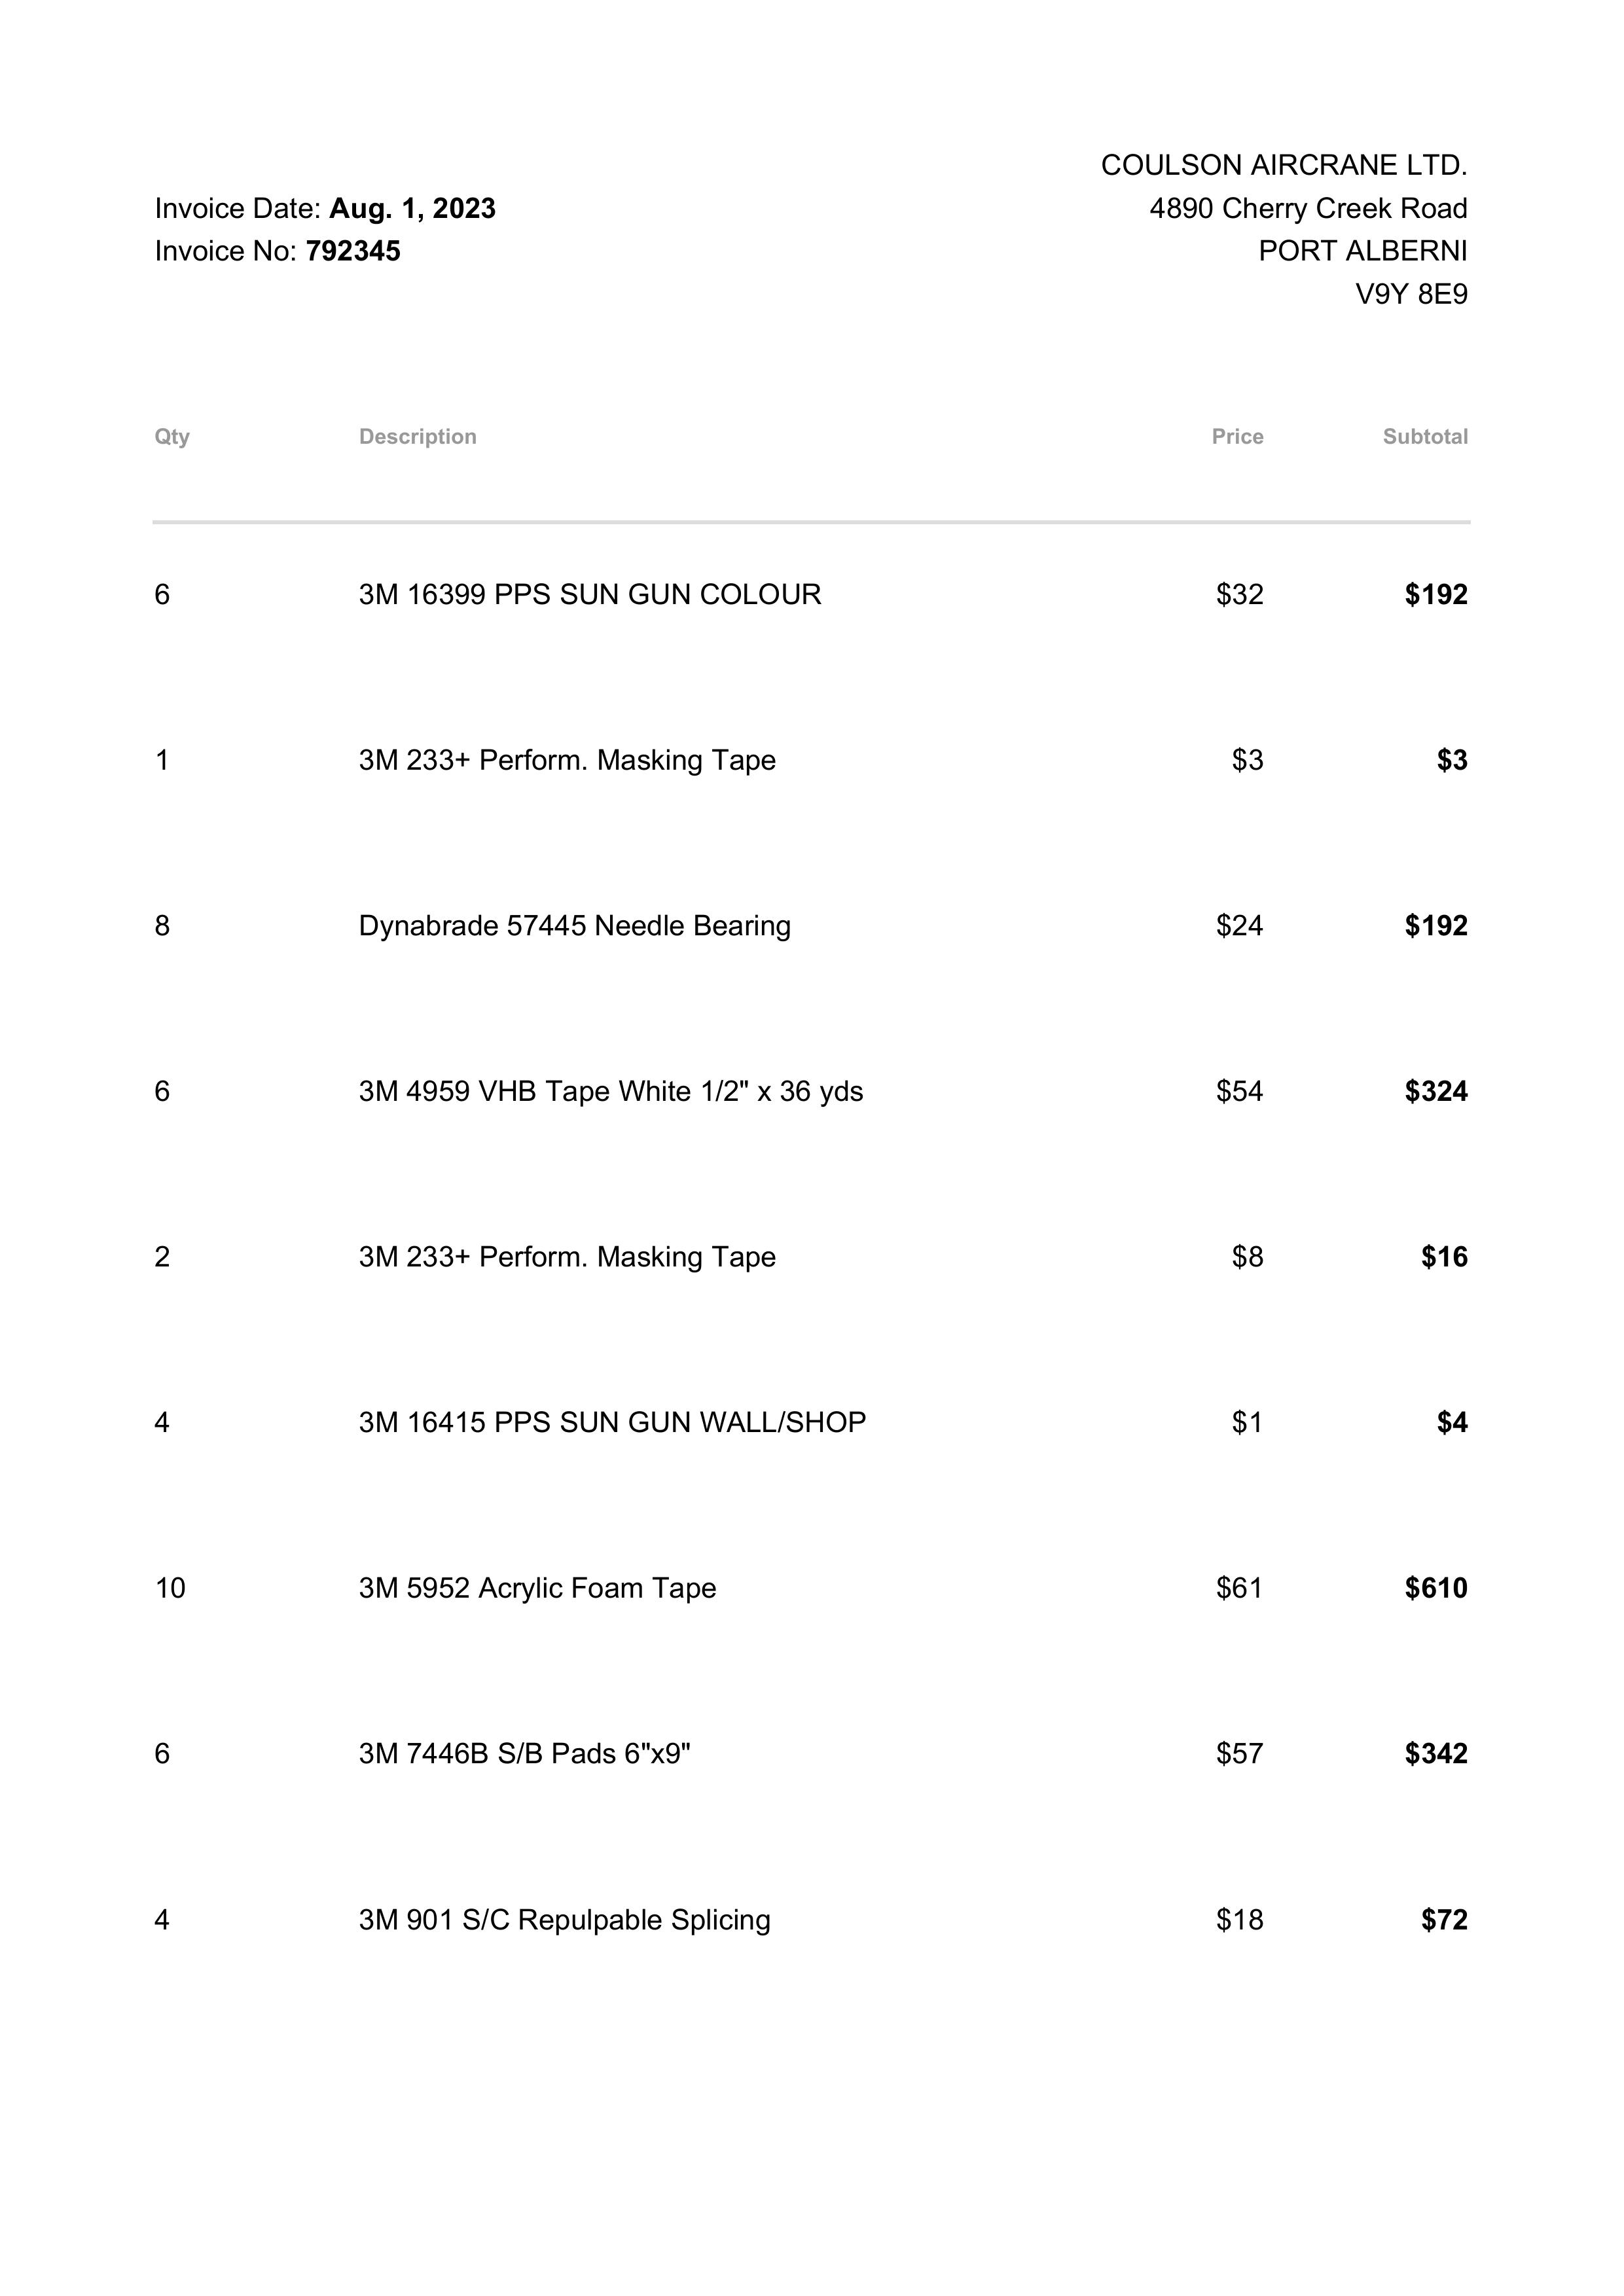 COULSON AIRCRANE LTD.
Invoice Date: Aug. 1, 2023 4890 Cherry Creek Road
Invoice No: 792345 PORT ALBERNI
V9Y 8E9
Qty Description Price Subtotal
6 3M 16399 PPS SUN GUN COLOUR $32 $192
1 3M 233+ Perform. Masking Tape $3 $3
8 Dynabrade 57445 Needle Bearing $24 $192
6 3M 4959 VHB Tape White 1/2" x 36 yds $54 $324
2 3M 233+ Perform. Masking Tape $8 $16
4 3M 16415 PPS SUN GUN WALL/SHOP $1 $4
10 3M 5952 Acrylic Foam Tape $61 $610
6 3M 7446B S/B Pads 6"x9" $57 $342
4 3M 901 S/C Repulpable Splicing $18 $72